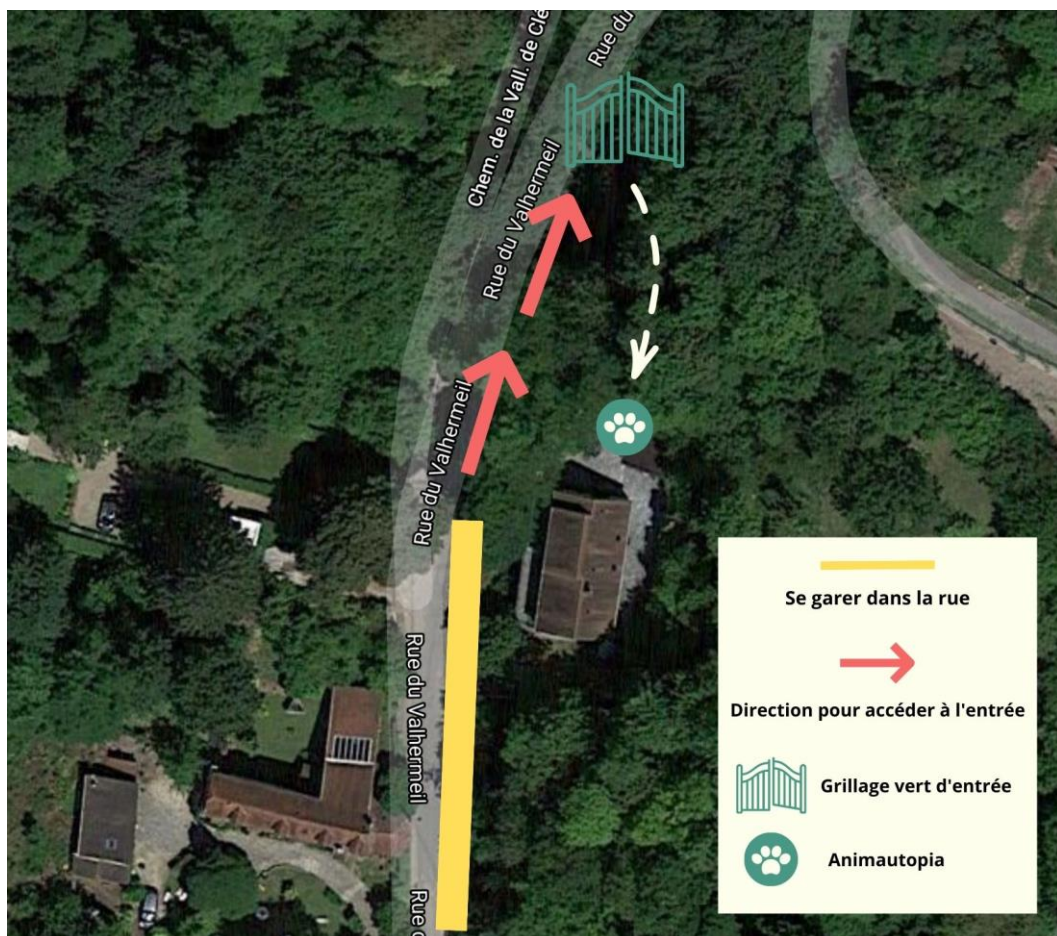 Chem. de la Vall. de Clé
Rue du
Rue du Valhermeil
Rue du Valhermeil
Rue du Valhermeil
Rue du Valhermeil
Rue d
Se garer dans la rue
Direction pour accéder à l'entrée
Grillage vert d'entrée
Animautopia